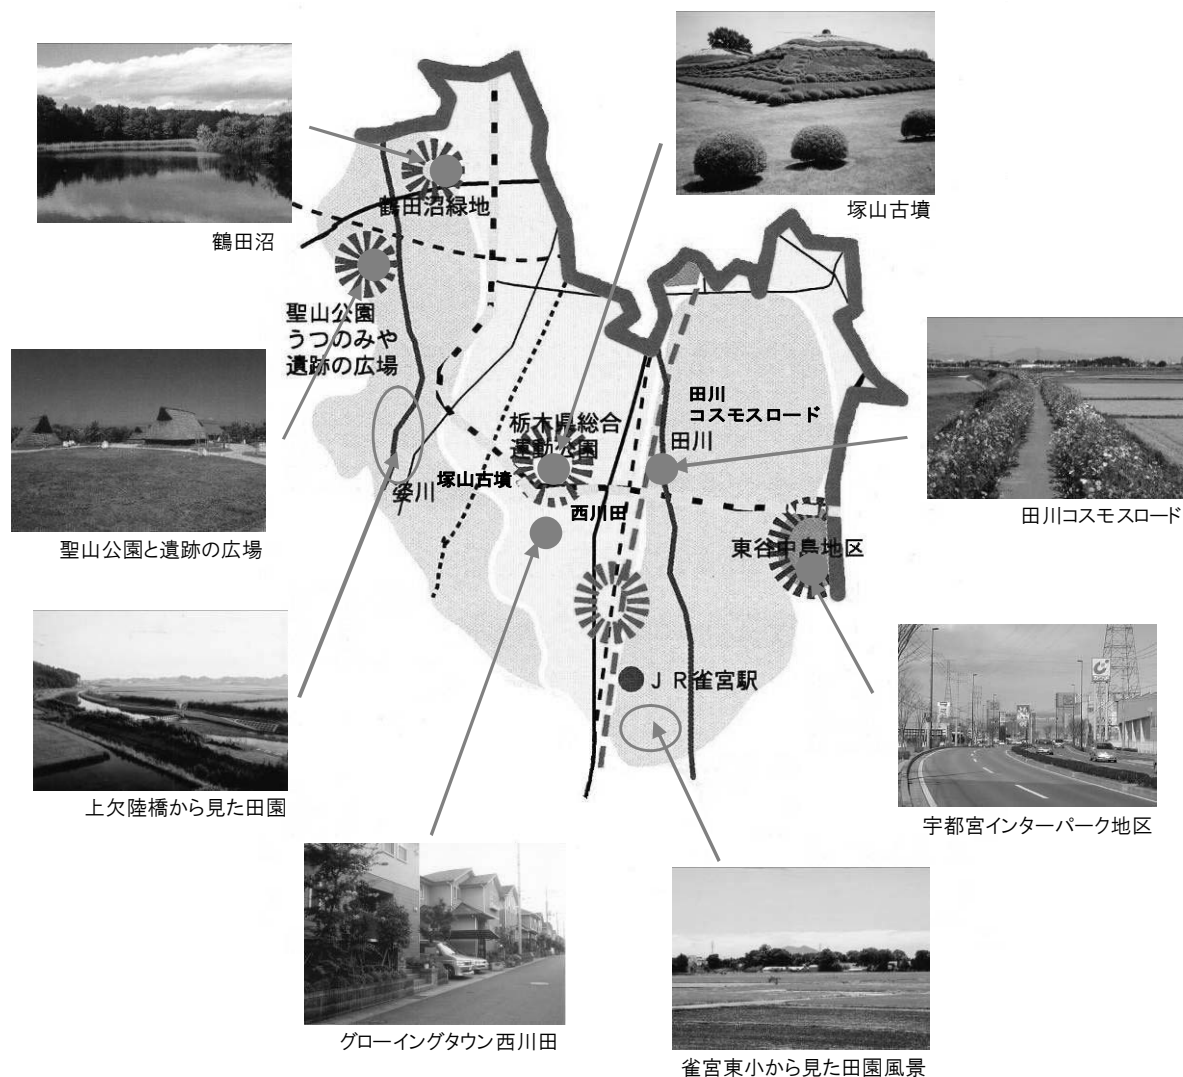 鶴田沼
塚山古墳
鶴田沼緑地
聖山公園
うつのみや
遺跡の広場
聖山公園と遺跡の広場
田川
コスモスロード
田川
栃木県総合
運動公園
塚山古墳
姿川
西川田
田川コスモスロード
東谷中島地区
JR雀宮駅
上欠陸橋から見た田園
宇都宮インターパーク地区
グローイングタウン西川田
雀宮東小から見た田園風景